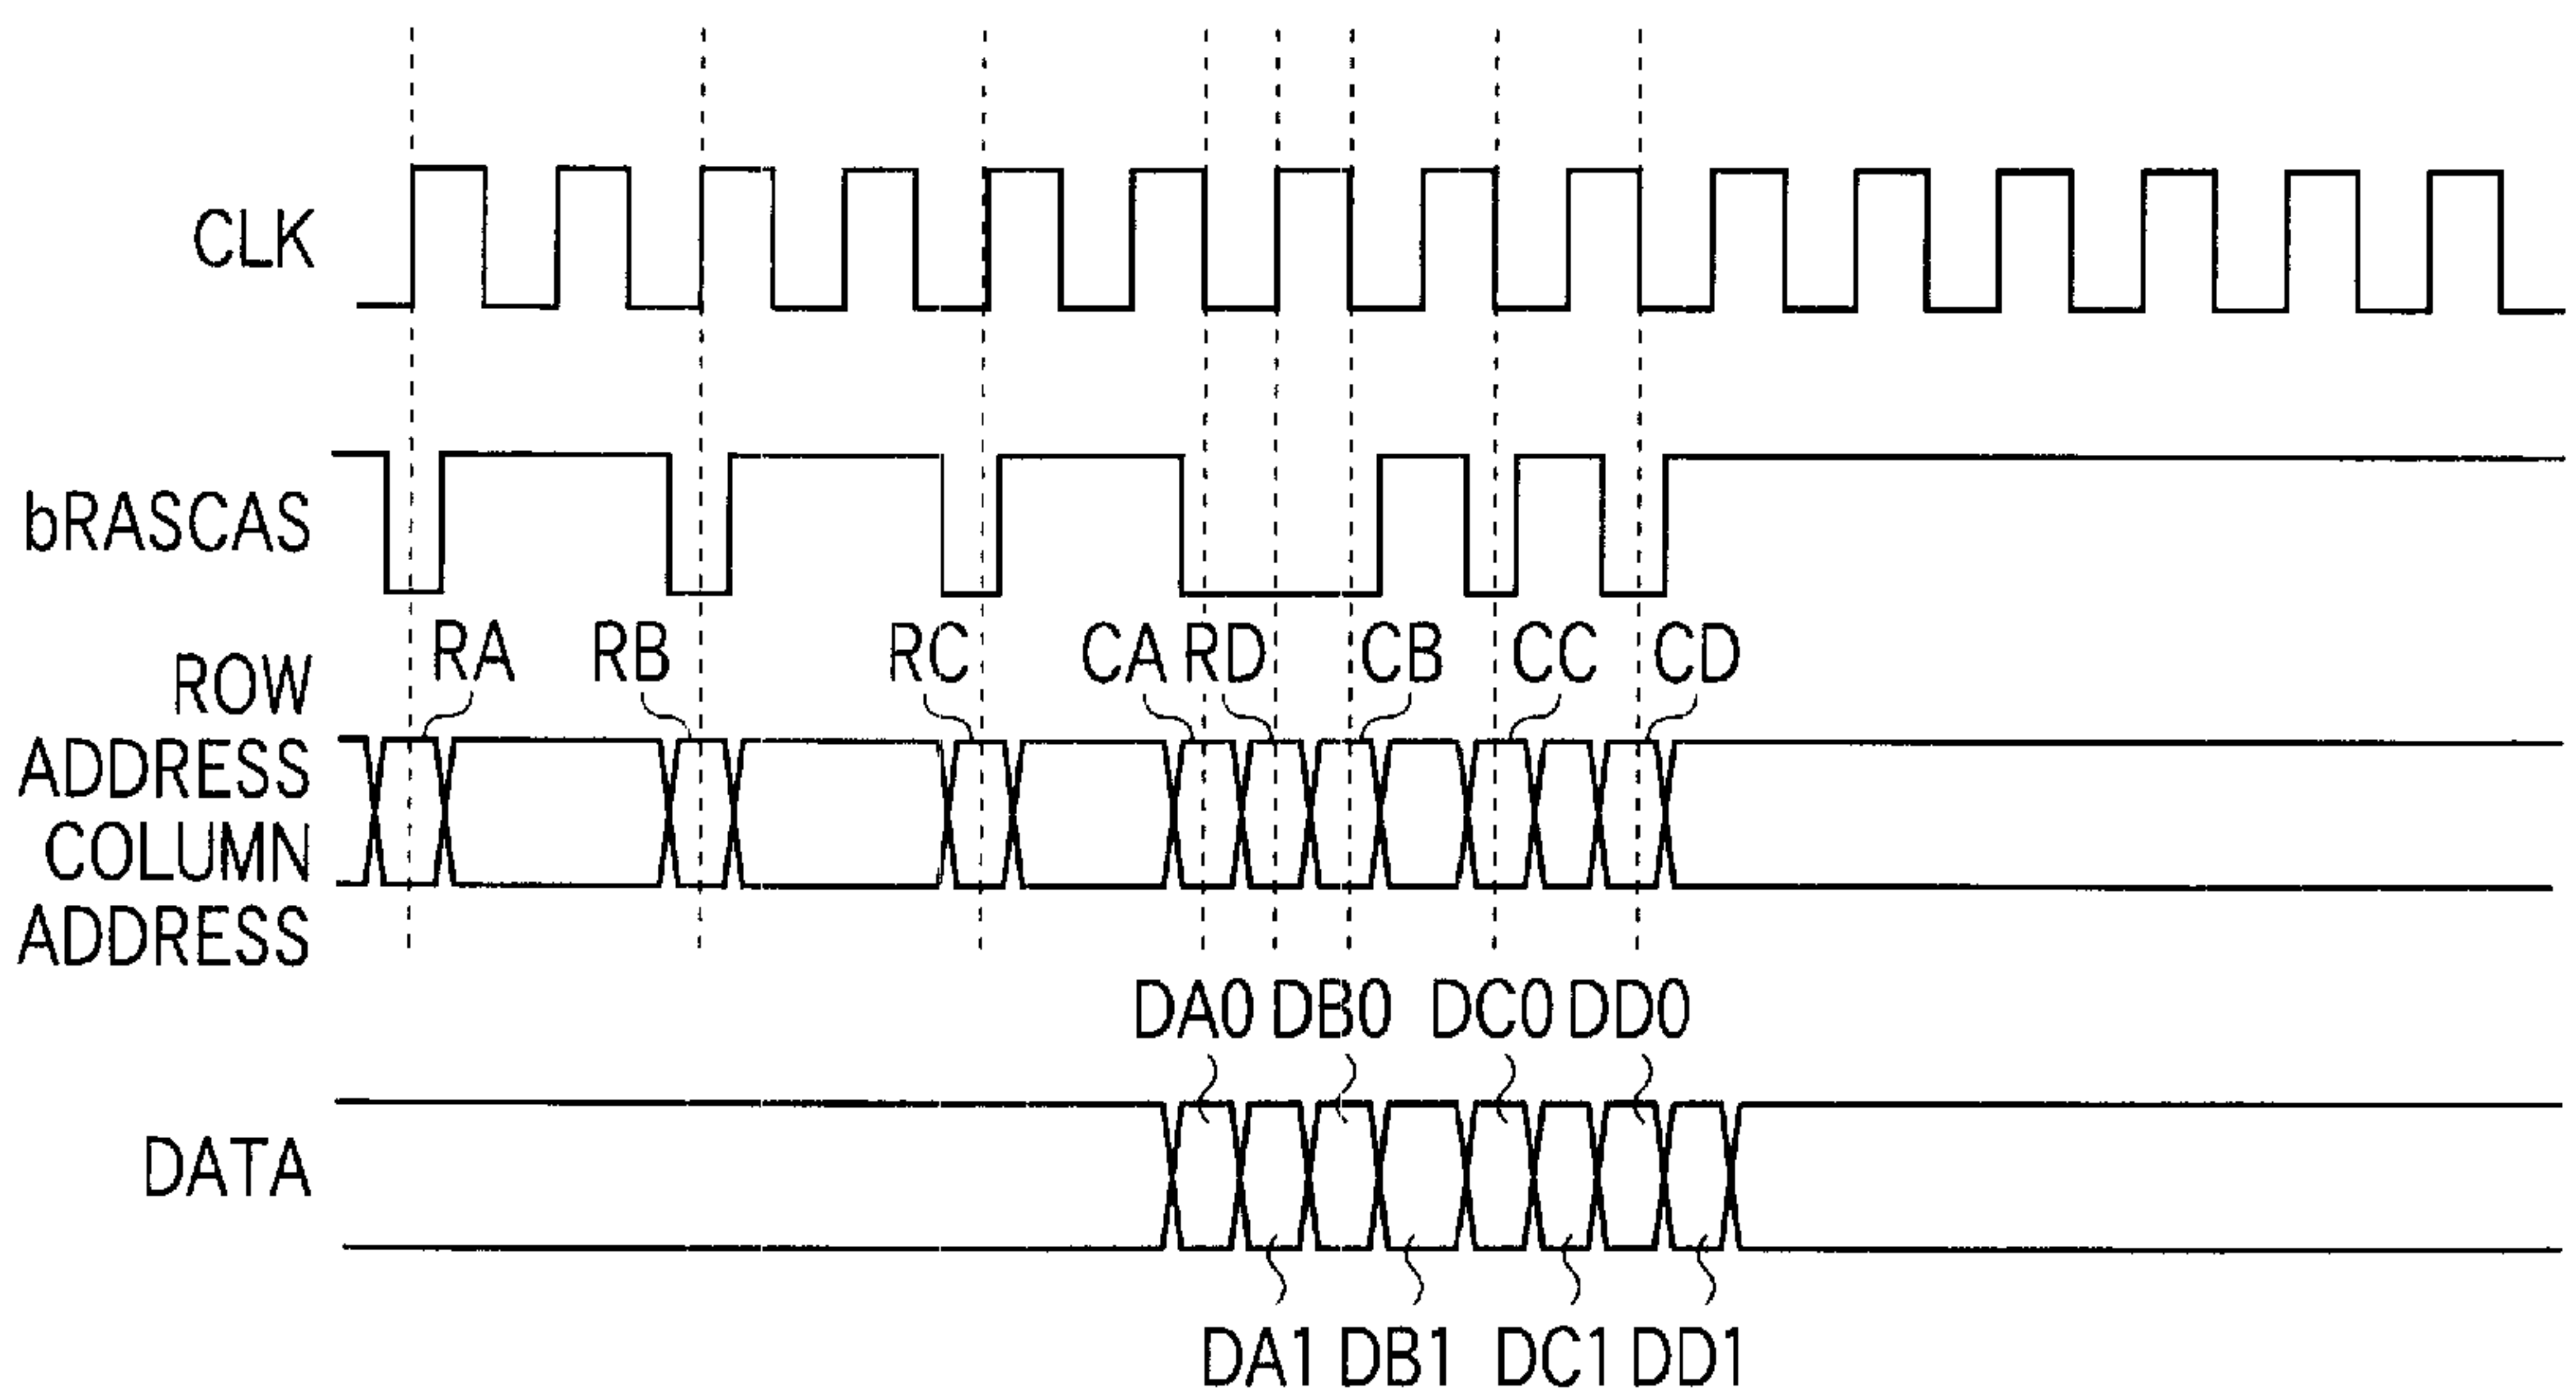 CLK
bRASCAS
RA RB RC CA RD CB CC CD
ROW
ADDRESS
COLUMN
ADDRESS
DA0 DB0 DC0 DD0
DATA
DA1 DB1 DC1 DD1